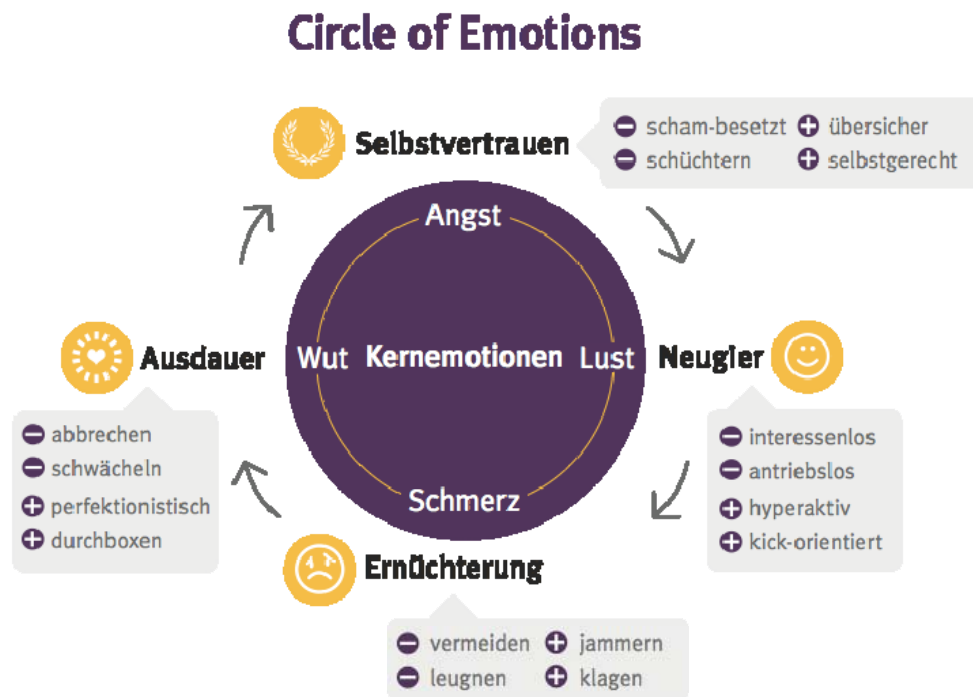 Circle of Emotions
Selbstvertrauen
scham-besetzt übersicher
schüchtern selbstgerecht
Angst
Ausdauer
Wut Kernemotionen Lust
Neugier
abbrechen
schwächeln
perfektionistisch
durchboxen
interessenlos
antriebslos
hyperaktiv
kick-orientiert
Schmerz
Ernüchterung
vermeiden jammern
leugnen klagen